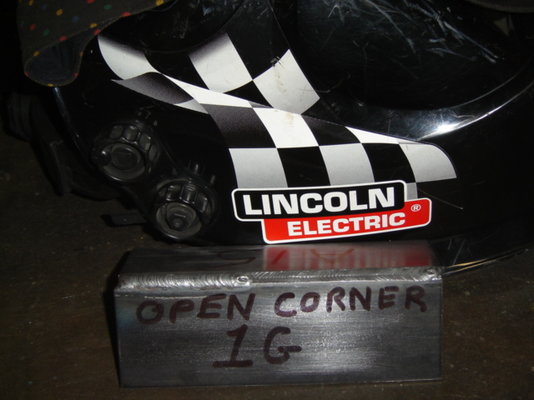 LINCOLN
ELECTRIC ®
OPEN CORNER
1G